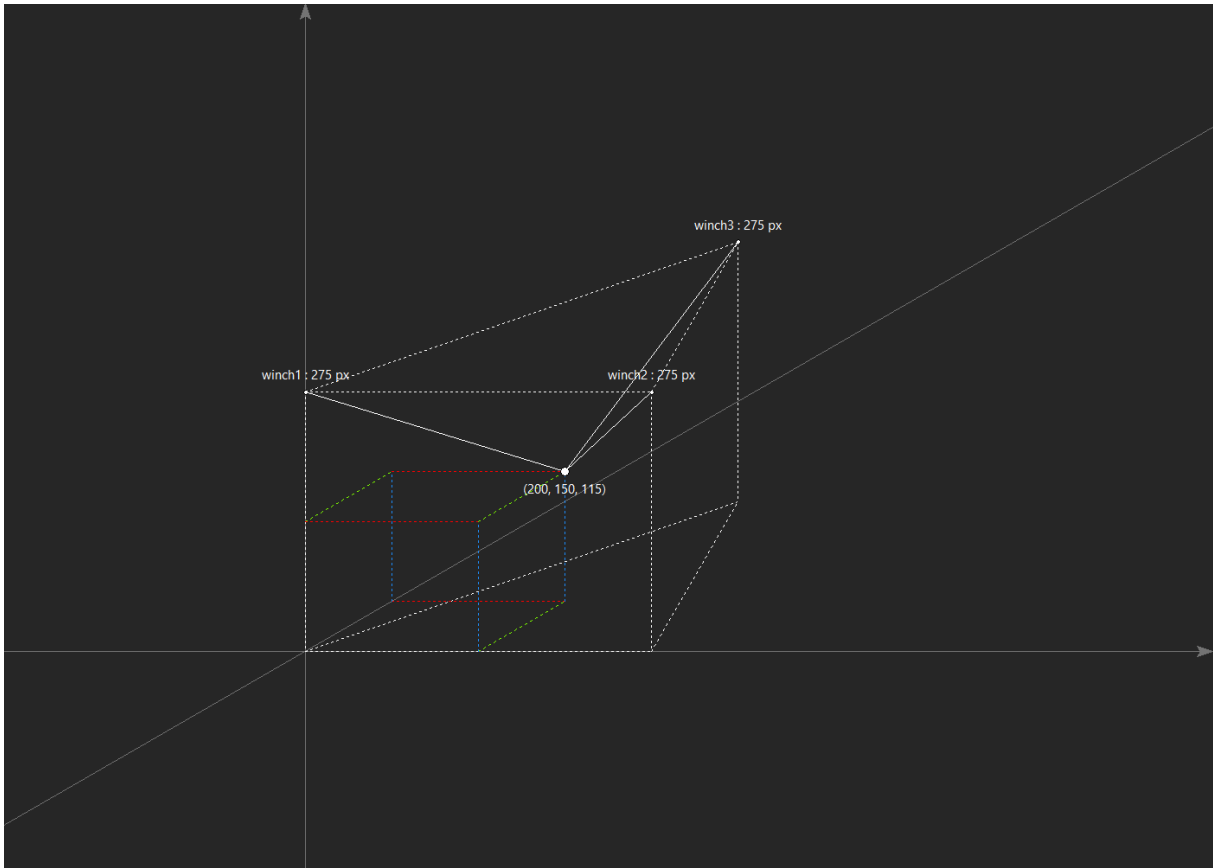 winch3 : 275 px
winch1 : 275 px
winch2 : 275 px
(200, 150, 115)